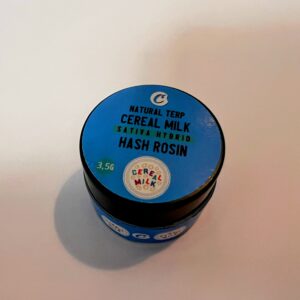 C
NATURAL TERP
CEREAL MILK
SATIVA HYBRID
HASH ROSIN
3,5G
CEREAL
MILK